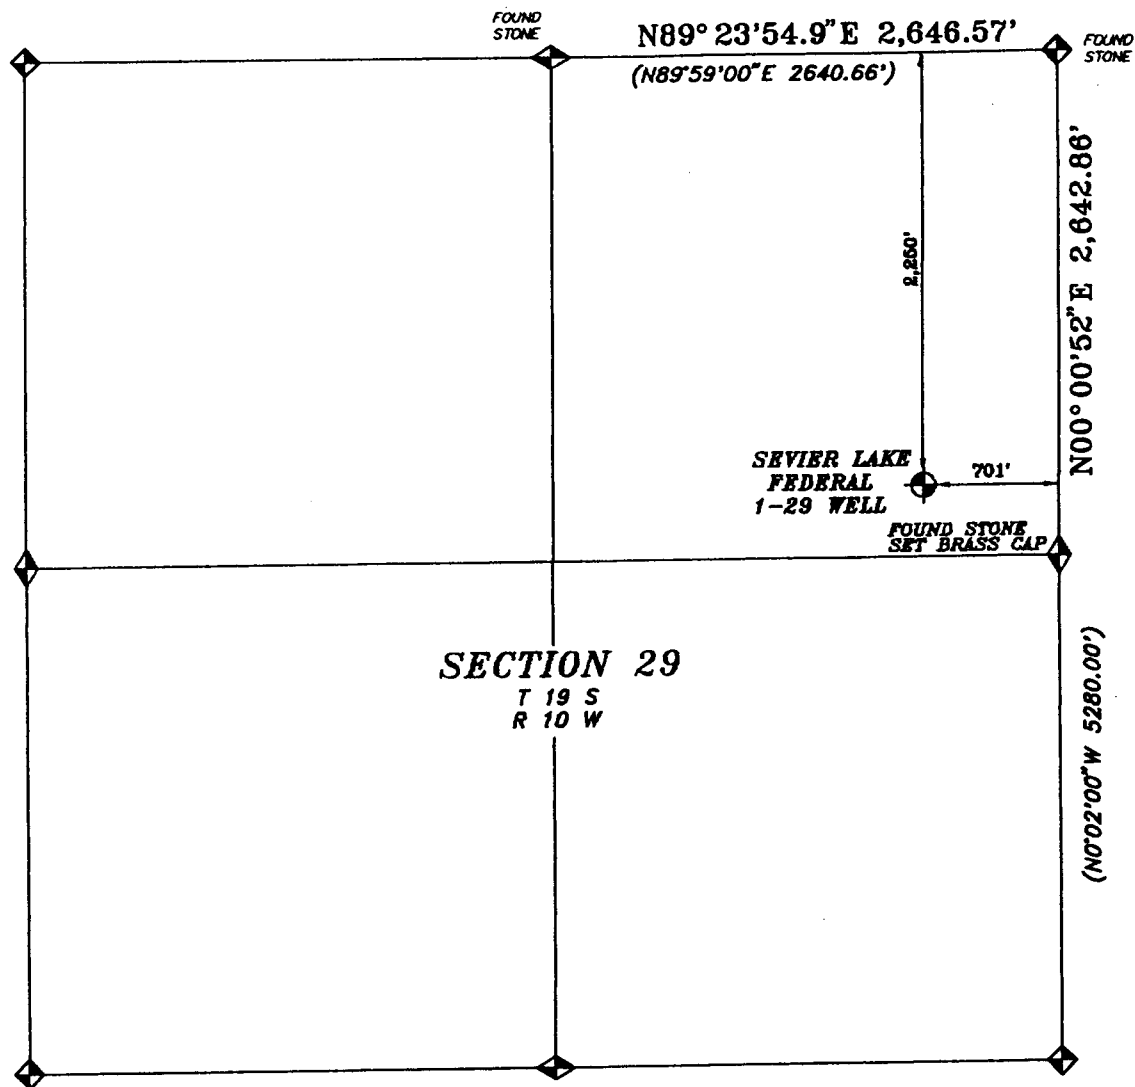 FOUND
STONE
N89°23'54.9"E 2,646.57'
(N89°59'00"E 2640.66')
FOUND
STONE
N00°00'52"E 2,642.86'
2,260'
SEVIER LAKE
FEDERAL
1-29 WELL
701'
FOUND STONE
SET BRASS CAP
SECTION 29
T 19 S
R 10 W
(N0°02'00"W 5280.00')